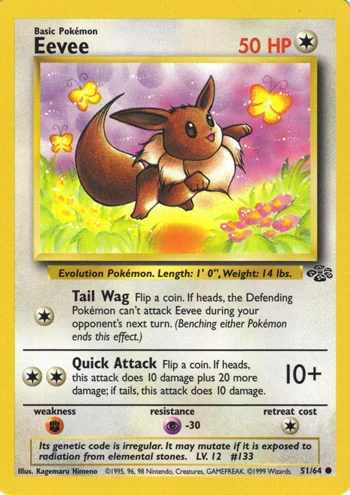 Basic Pokémon
Eevee
50 HP
Evolution Pokémon. Length: 1' 0", Weight: 14 lbs.
Tail Wag Flip a coin. If heads, the Defending
Pokémon can't attack Eevee during your
opponent's next turn. (Benching either Pokémon
ends this effect.)
Quick Attack Flip a coin. If heads,
this attack does 10 damage plus 20 more
damage; if tails, this attack does 10 damage.
10+
weakness resistance retreat cost
-30
Its genetic code is irregular. It may mutate if it is exposed to
radiation from elemental stones. LV. 12 #133
Illus. Kagemaru Himeno ©1995, 96, 98 Nintendo, Creatures, GAMEFREAK. ©1999 Wizards. 51/64